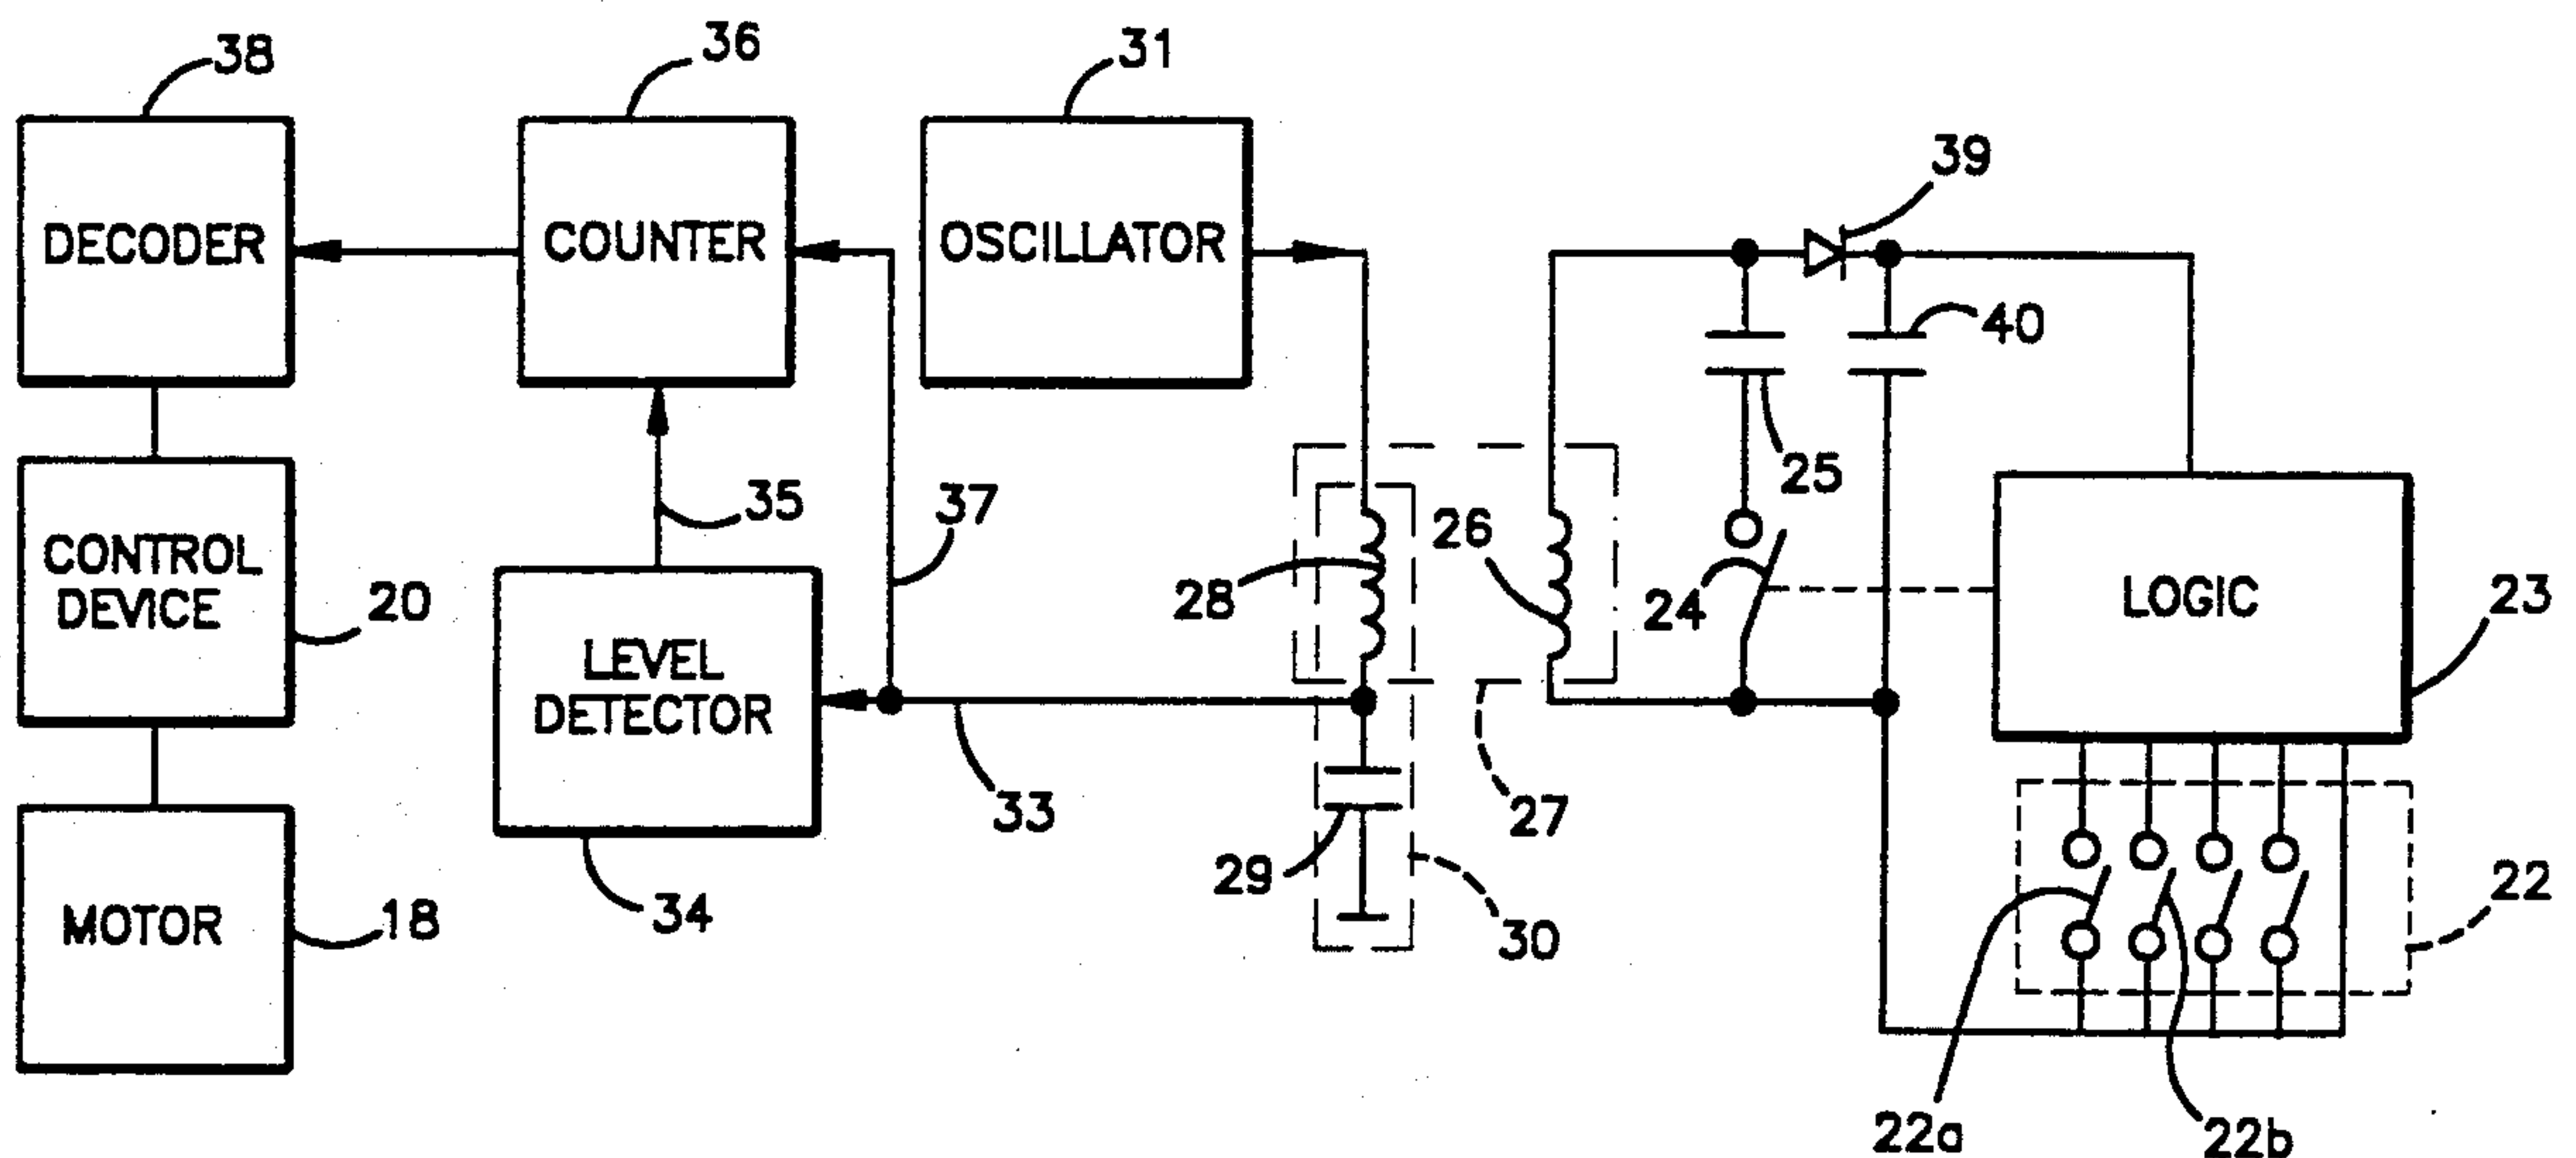 38
36
31
39
DECODER
COUNTER
OSCILLATOR
40
25
35
37
26
CONTROL
DEVICE
20
28
24
LOGIC
23
LEVEL
DETECTOR
33
27
29
22
MOTOR
18
34
30
22a
22b